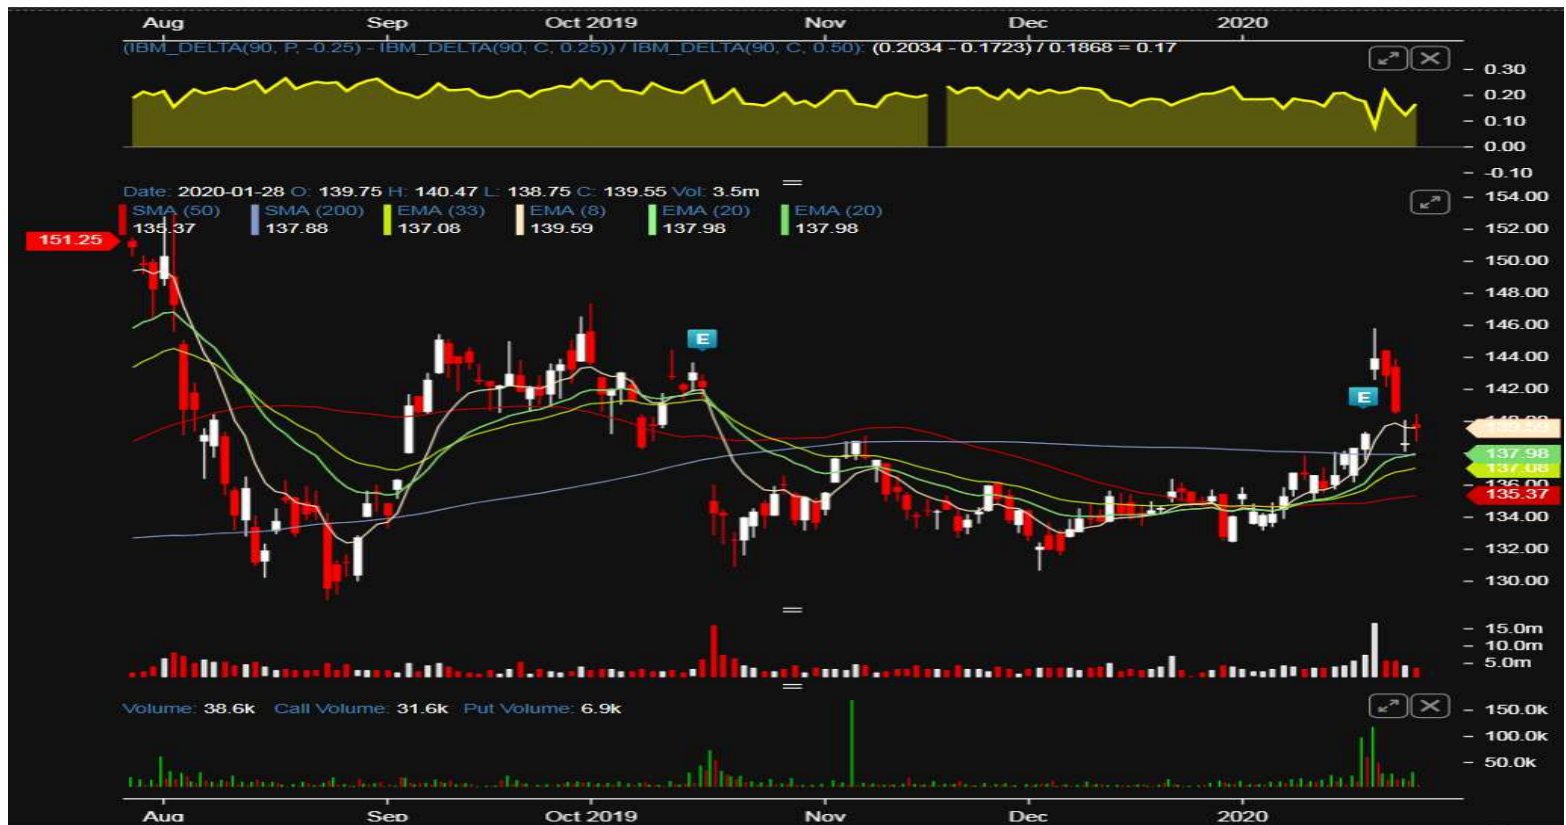 Aug Sep Oct 2019 Nov Dec 2020
(IBM_DELTA(90, P, -0.25) - IBM_DELTA(90, C, 0.25)) / IBM_DELTA(90, C, 0.50): (0.2034 - 0.1723) / 0.1868 = 0.17
0.30
0.20
0.10
0.00
-0.10
Date: 2020-01-28 O: 139.75 H: 140.47 L: 138.75 C: 139.55 Vol: 3.5m
SMA (50) SMA (200) EMA (33) EMA (8) EMA (20) EMA (20)
135.37 137.88 137.08 139.59 137.98 137.98
151.25
154.00
152.00
150.00
148.00
146.00
144.00
142.00
139.59
137.98
137.08
136.00
135.37
134.00
132.00
130.00
E
E
15.0m
10.0m
5.0m
Volume: 38.6k Call Volume: 31.6k Put Volume: 6.9k
150.0k
100.0k
50.0k
Aug Sep Oct 2019 Nov Dec 2020